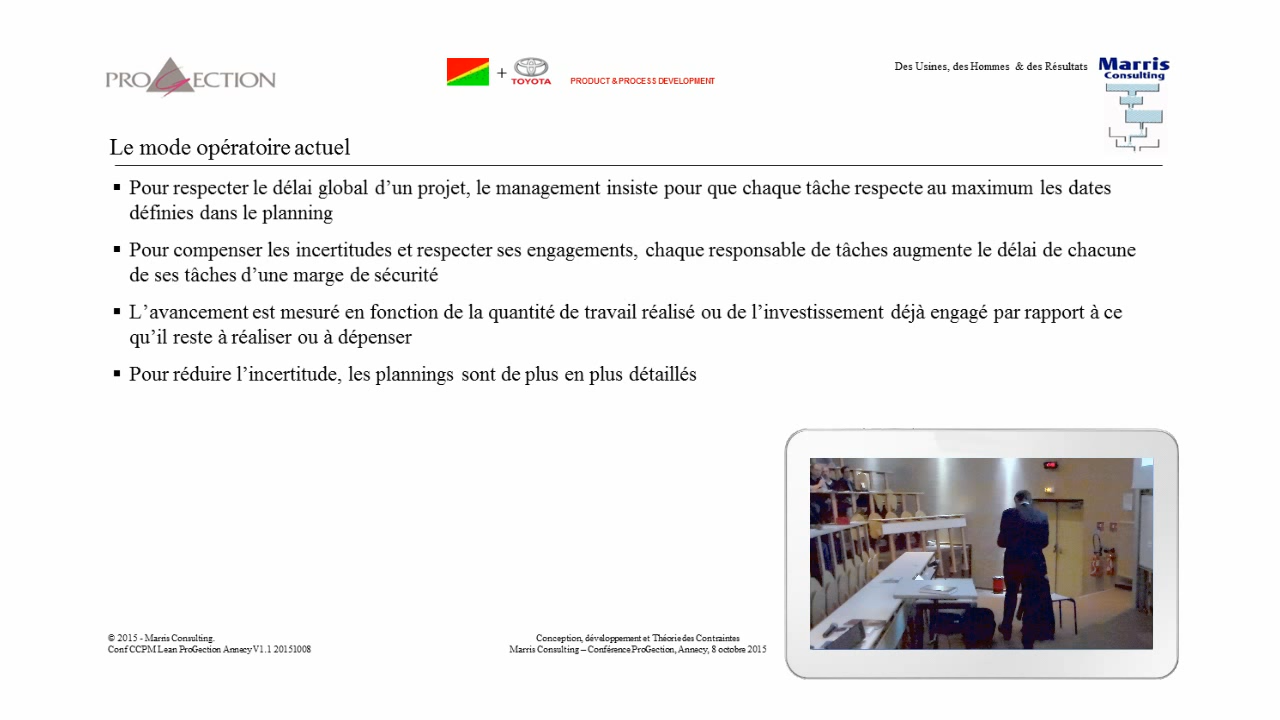 PROGECTION
+
TOYOTA
PRODUCT & PROCESS DEVELOPMENT
Des Usines, des Hommes & des Résultats
Marris
Consulting
Le mode opératoire actuel
▪ Pour respecter le délai global d’un projet, le management insiste pour que chaque tâche respecte au maximum les dates
définies dans le planning
▪ Pour compenser les incertitudes et respecter ses engagements, chaque responsable de tâches augmente le délai de chacune
de ses tâches d’une marge de sécurité
▪ L’avancement est mesuré en fonction de la quantité de travail réalisé ou de l’investissement déjà engagé par rapport à ce
qu’il reste à réaliser ou à dépenser
▪ Pour réduire l’incertitude, les plannings sont de plus en plus détaillés
© 2015 - Marris Consulting.
Conf CCPM Lean ProGection Annecy V1.1 20151008
Conception, développement et Théorie des Contraintes
Marris Consulting – Conférence ProGection, Annecy, 8 octobre 2015